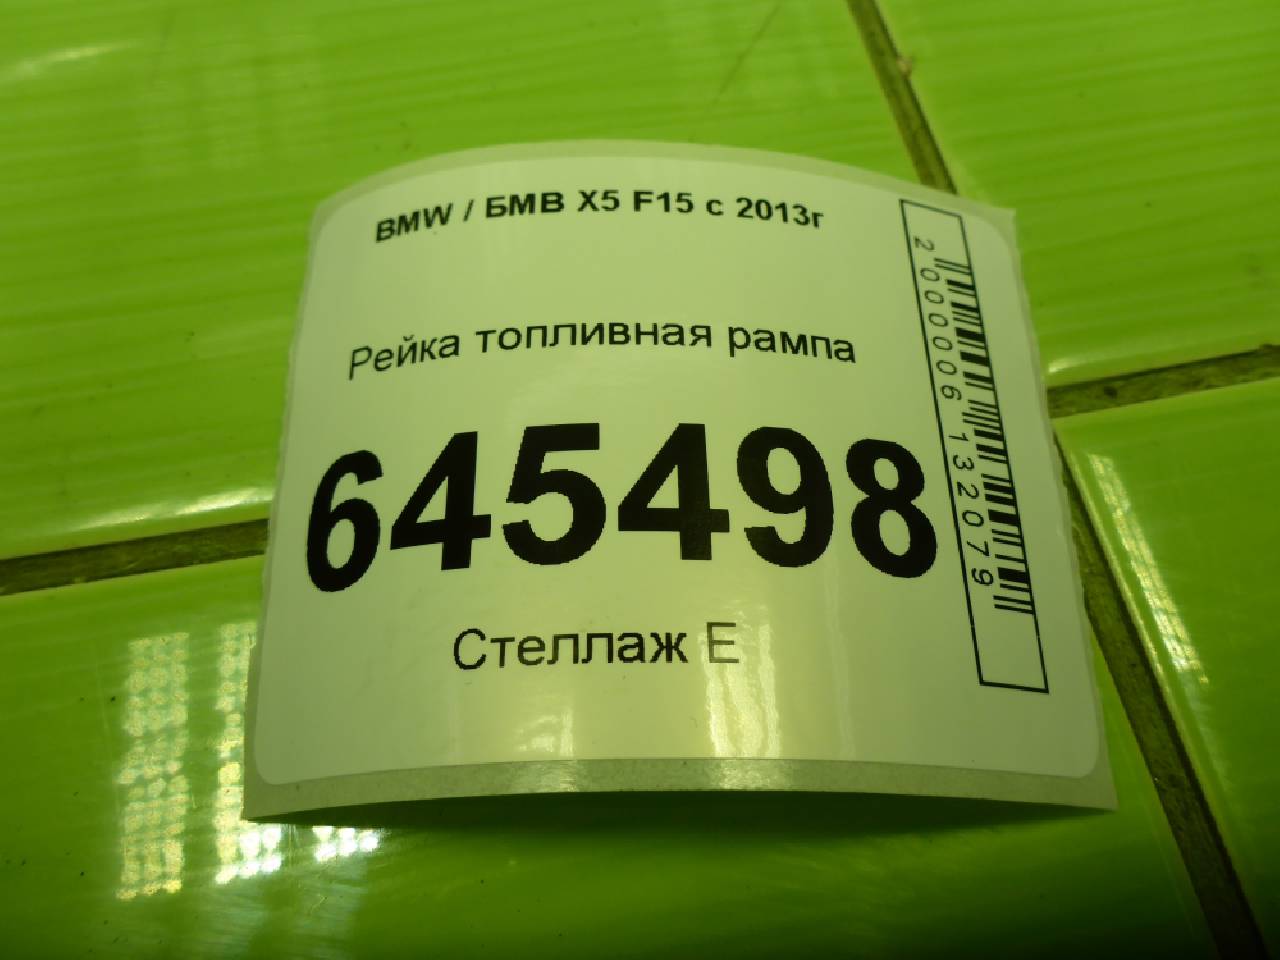 BMW / БМВ X5 F15 с 2013г
Рейка топливная рампа
645498
Стеллаж Е
2000006132079